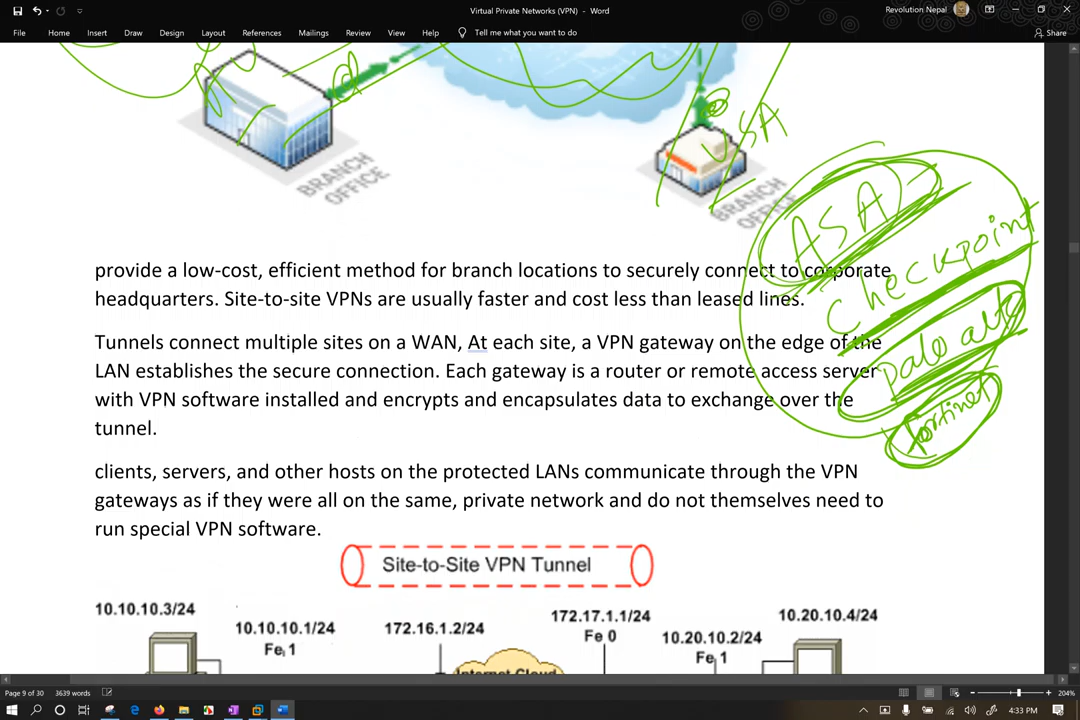 Virtual Private Networks (VPN) - Word
Revolution Nepal
File Home Insert Draw Design Layout References Mailings Review View Help Tell me what you want to do Share
USA
BRANCH OFFICE
BRANCH OFFICE
ASA
Checkpoint
palo alto
fortinet
provide a low-cost, efficient method for branch locations to securely connect to corporate
headquarters. Site-to-site VPNs are usually faster and cost less than leased lines.
Tunnels connect multiple sites on a WAN, At each site, a VPN gateway on the edge of the
LAN establishes the secure connection. Each gateway is a router or remote access server
with VPN software installed and encrypts and encapsulates data to exchange over the
tunnel.
clients, servers, and other hosts on the protected LANs communicate through the VPN
gateways as if they were all on the same, private network and do not themselves need to
run special VPN software.
Site-to-Site VPN Tunnel
10.10.10.3/24
10.10.10.1/24
Fe 1
172.16.1.2/24
172.17.1.1/24
Fe 0
10.20.10.2/24
Fe 1
10.20.10.4/24
Internet Cloud
Page 9 of 30 3639 words 204%
4:33 PM